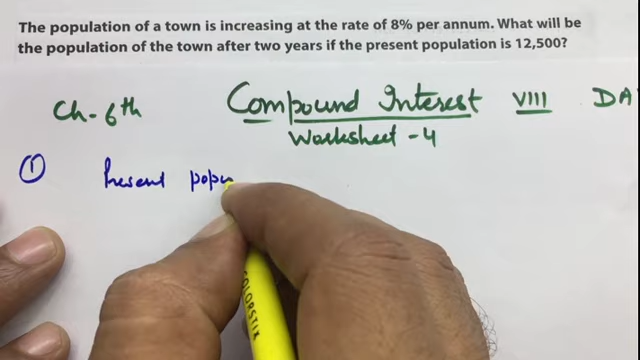 The population of a town is increasing at the rate of 8% per annum. What will be
the population of the town after two years if the present population is 12,500?
Ch-6th Compound Interest VIII DA
Worksheet-4
① Present popu
COLORSTIX